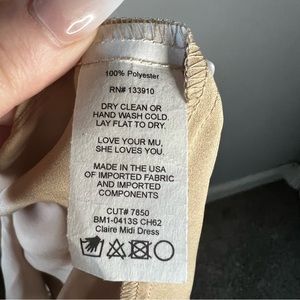 100% Polyester
RN# 133910
DRY CLEAN OR
HAND WASH COLD.
LAY FLAT TO DRY.
LOVE YOUR MU,
SHE LOVES YOU.
MADE IN THE USA
OF IMPORTED FABRIC
AND IMPORTED
COMPONENTS
CUT# 7850
BM1-0413S CH62
Claire Midi Dress